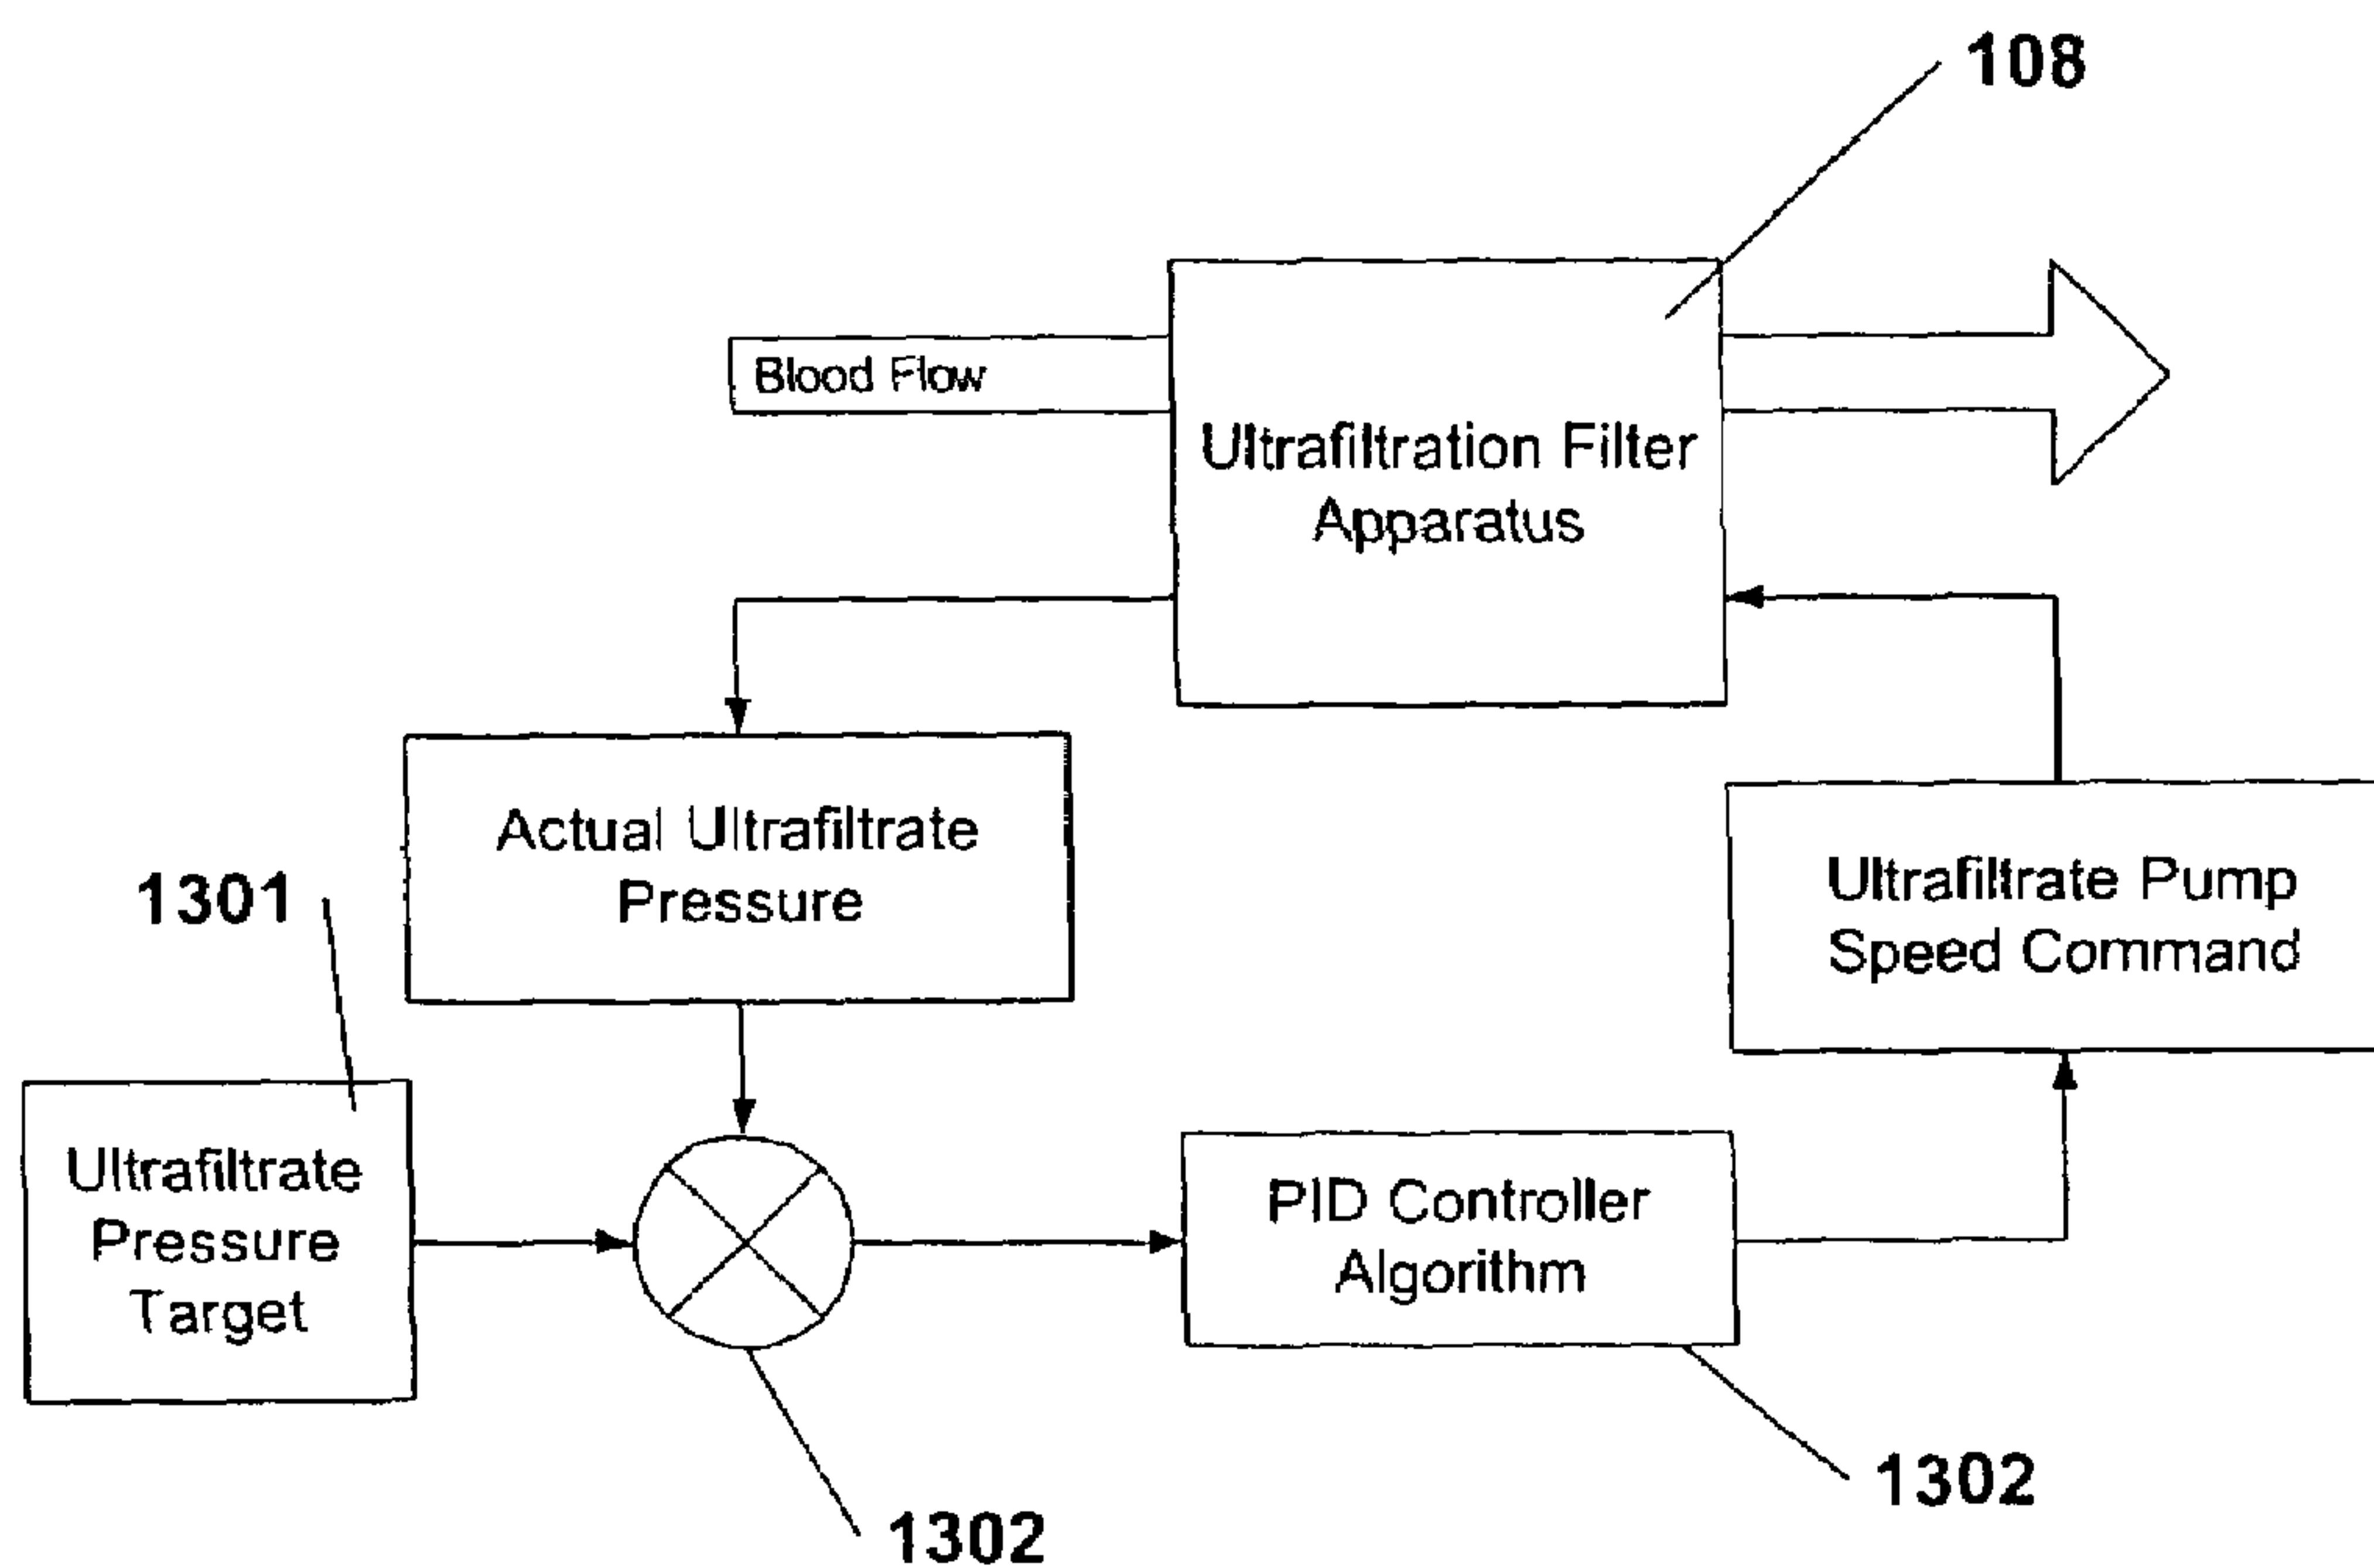 108
Blood Flow
Ultrafiltration Filter
Apparatus
Actual Ultrafiltrate
Pressure
1301
Ultrafiltrate Pump
Speed Command
Ultrafiltrate
Pressure
Target
PID Controller
Algorithm
1302
1302